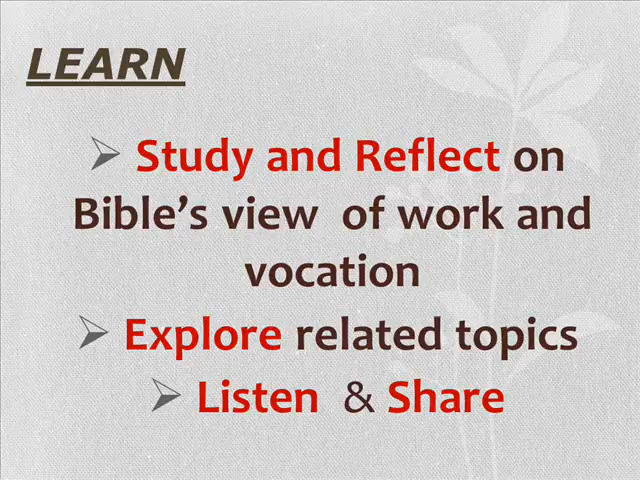 LEARN
➢ Study and Reflect on
Bible’s view of work and
vocation
➢ Explore related topics
➢ Listen & Share